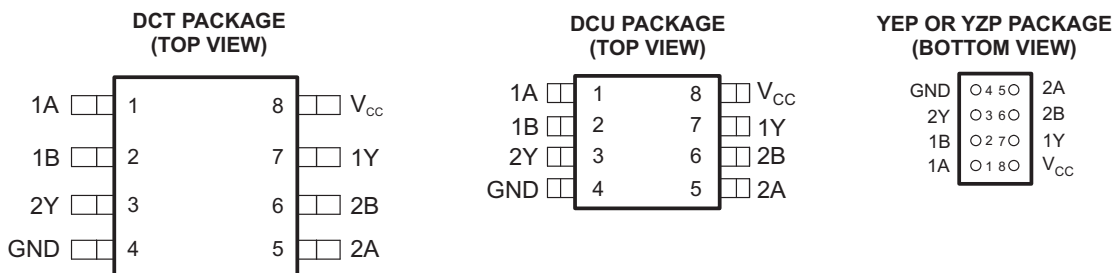 DCT PACKAGE
(TOP VIEW)
1A 1 8 VCC
1B 2 7 1Y
2Y 3 6 2B
GND 4 5 2A
DCU PACKAGE
(TOP VIEW)
1A 1 8 VCC
1B 2 7 1Y
2Y 3 6 2B
GND 4 5 2A
YEP OR YZP PACKAGE
(BOTTOM VIEW)
GND 4 5 2A
2Y 3 6 2B
1B 2 7 1Y
1A 1 8 VCC